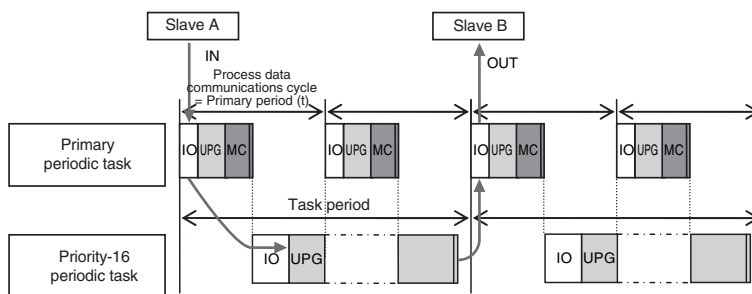 Slave A
Slave B
IN
OUT
Process data
communications cycle
= Primary period (t)
Primary
periodic task
IO UPG MC
IO UPG MC
IO UPG MC
IO UPG MC
Task period
Priority-16
periodic task
IO UPG
IO UPG